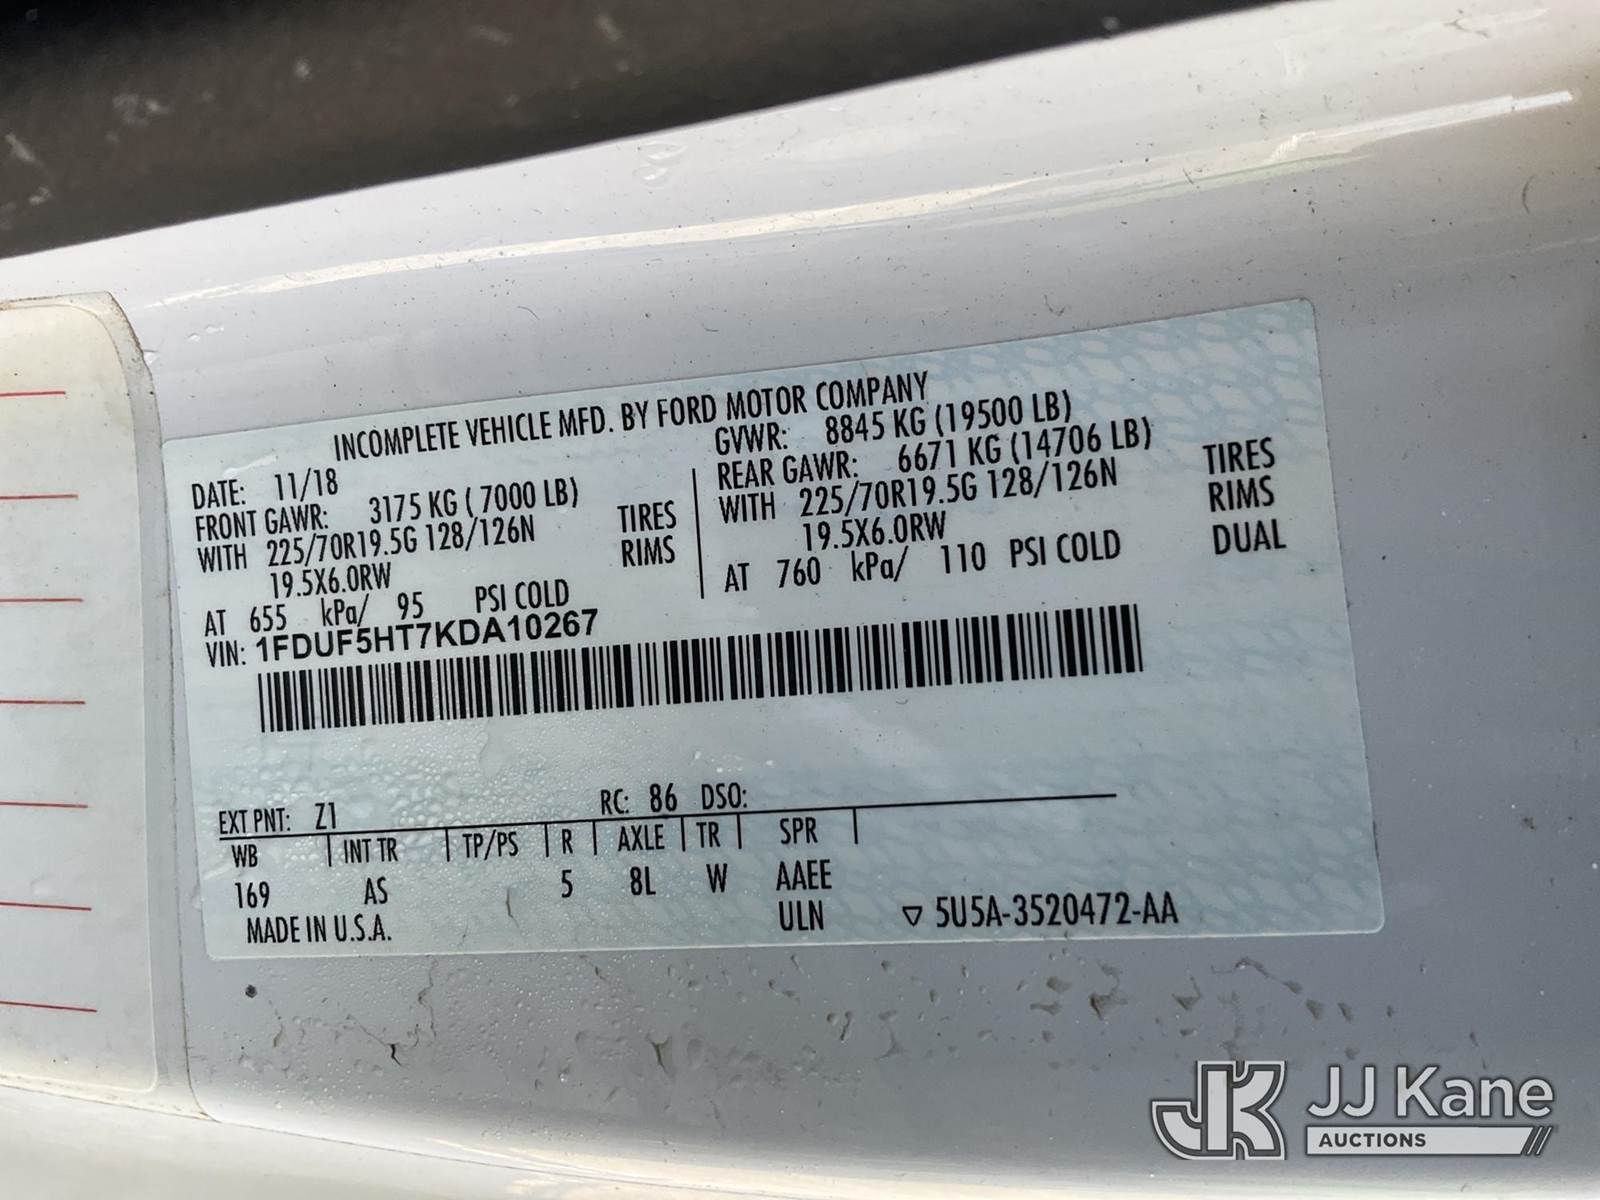 INCOMPLETE VEHICLE MFD. BY FORD MOTOR COMPANY
DATE: 11/18
GVWR: 8845 KG (19500 LB)
FRONT GAWR: 3175 KG ( 7000 LB)
REAR GAWR: 6671 KG (14706 LB)
WITH 225/70R19.5G 128/126N TIRES
WITH 225/70R19.5G 128/126N TIRES
19.5X6.0RW RIMS
19.5X6.0RW RIMS
AT 655 kPa/ 95 PSI COLD
AT 760 kPa/ 110 PSI COLD DUAL
VIN: 1FDUF5HT7KDA10267
EXT PNT: Z1 RC: 86 DSO:
WB INT TR TP/PS R AXLE TR SPR
169 AS 5 8L W AAEE
MADE IN U.S.A. ULN ▽ 5U5A-3520472-AA
JK JJ Kane
AUCTIONS